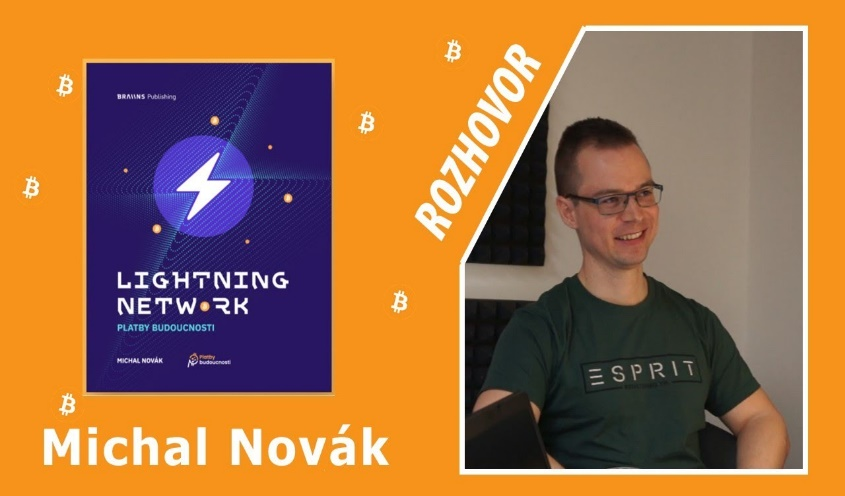 BRAIINS Publishing
LIGHTNING
NETWORK
PLATBY BUDOUCNOSTI
MICHAL NOVÁK
Platby
budoucnosti
Michal Novák
ROZHOVOR
ESPRIT